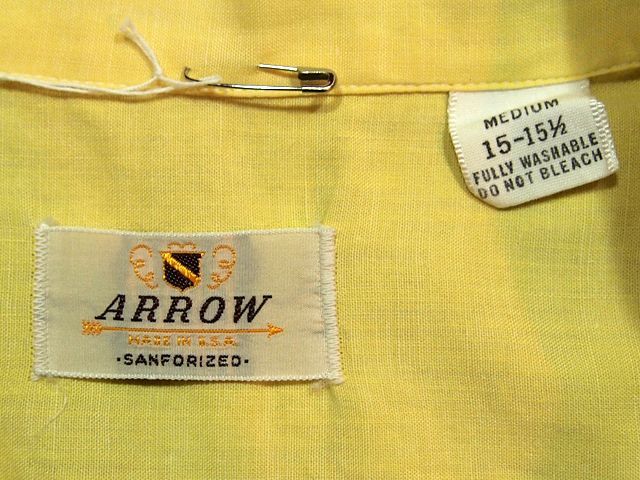 MEDIUM
15-15½
FULLY WASHABLE
DO NOT BLEACH
ARROW
MADE IN U.S.A.
·SANFORIZED·